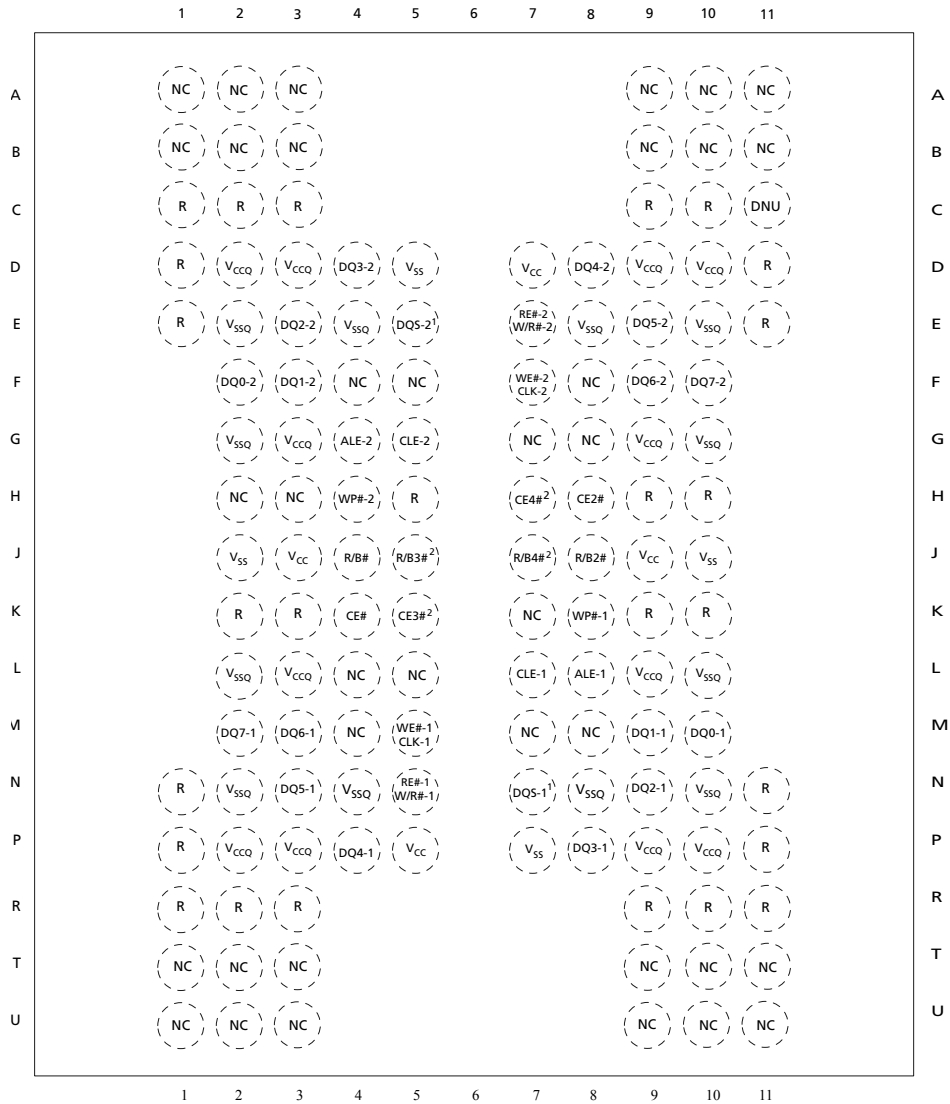 1 2 3 4 5 6 7 8 9 10 11
A NC NC NC NC NC NC A
B NC NC NC NC NC NC B
C R R R R R DNU C
D R VCCQ VCCQ DQ3-2 VSS VCC DQ4-2 VCCQ VCCQ R D
E R VSSQ DQ2-2 VSSQ DQS-2¹ RE#-2 W/R#-2 VSSQ DQ5-2 VSSQ R E
F DQ0-2 DQ1-2 NC NC WE#-2 CLK-2 NC DQ6-2 DQ7-2 F
G VSSQ VCCQ ALE-2 CLE-2 NC NC VCCQ VSSQ G
H NC NC WP#-2 R CE4#² CE2# R R H
J VSS VCC R/B# R/B3#² R/B4#² R/B2# VCC VSS J
K R R CE# CE3#² NC WP#-1 R R K
L VSSQ VCCQ NC NC CLE-1 ALE-1 VCCQ VSSQ L
M DQ7-1 DQ6-1 NC WE#-1 CLK-1 NC NC DQ1-1 DQ0-1 M
N R VSSQ DQ5-1 VSSQ RE#-1 W/R#-1 DQS-1¹ VSSQ DQ2-1 VSSQ R N
P R VCCQ VCCQ DQ4-1 VCC VSS DQ3-1 VCCQ VCCQ R P
R R R R R R R R
T NC NC NC NC NC NC T
U NC NC NC NC NC NC U
1 2 3 4 5 6 7 8 9 10 11